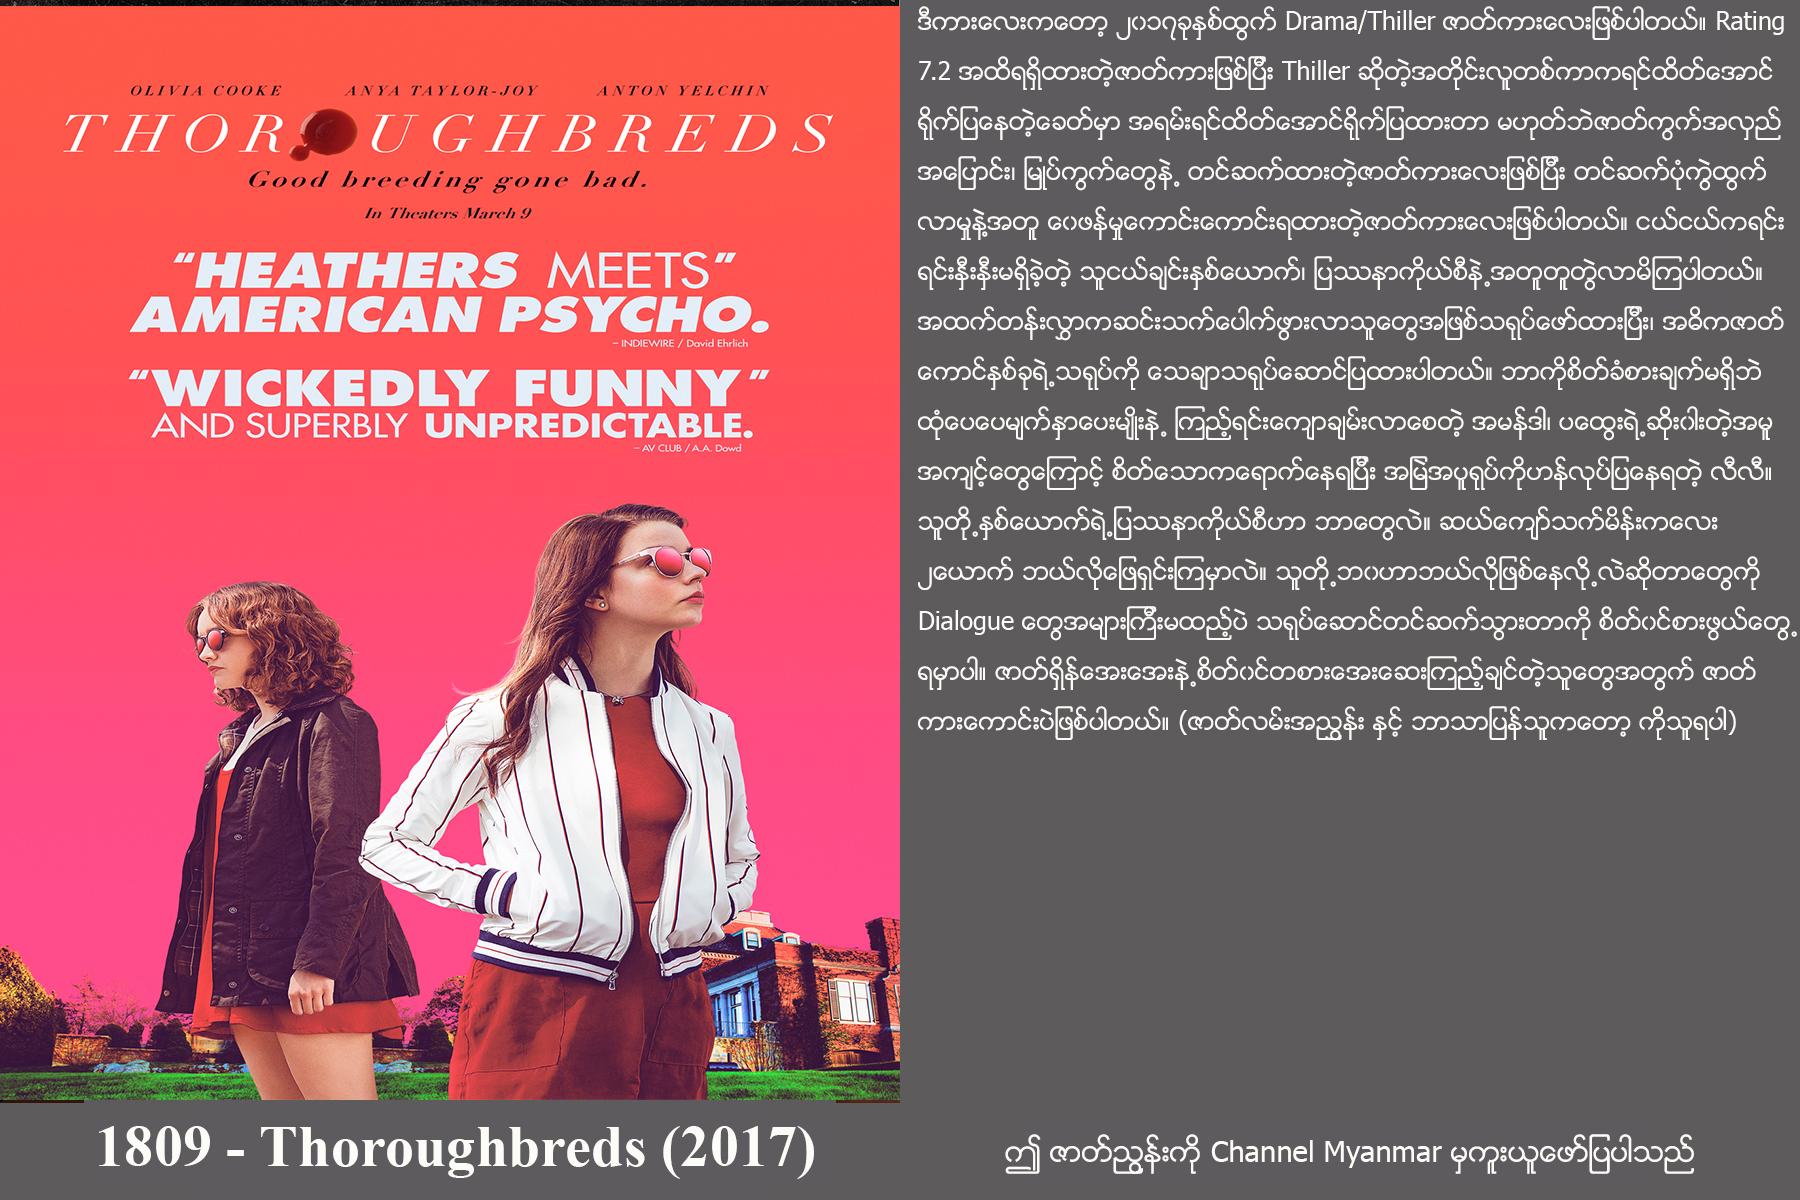 OLIVIA COOKE ANYA TAYLOR-JOY ANTON YELCHIN
THOROUGHBREDS
Good breeding gone bad.
In Theaters March 9
"HEATHERS MEETS"
AMERICAN PSYCHO.
– INDIEWIRE / David Ehrlich
"WICKEDLY FUNNY"
AND SUPERBLY UNPREDICTABLE.
– AV CLUB / A.A. Dowd
1809 - Thoroughbreds (2017)
ဒီကားလေးကတော့ ၂၀၁၇ခုနှစ်ထွက် Drama/Thiller ဇာတ်ကားလေးဖြစ်ပါတယ်။ Rating
7.2 အထိရရှိထားတဲ့ဇာတ်ကားဖြစ်ပြီး Thiller ဆိုတဲ့အတိုင်းလူတစ်ကာကရင်ထိတ်အောင်
ရိုက်ပြနေတဲ့ခေတ်မှာ အရမ်းရင်ထိတ်အောင်ရိုက်ပြထားတာ မဟုတ်ဘဲဇာတ်ကွက်အလှည်
အပြောင်း၊ မြုပ်ကွက်တွေနဲ့ တင်ဆက်ထားတဲ့ဇာတ်ကားလေးဖြစ်ပြီး တင်ဆက်ပုံကွဲထွက်
လာမှုနဲ့အတူ ဝေဖန်မှုကောင်းကောင်းရထားတဲ့ဇာတ်ကားလေးဖြစ်ပါတယ်။ ငယ်ငယ်ကရင်း
ရင်းနှီးနှီးမရှိခဲ့တဲ့ သူငယ်ချင်းနှစ်ယောက်၊ ပြဿနာကိုယ်စီနဲ့အတူတူတွဲလာမိကြပါတယ်။
အထက်တန်းလွှာကဆင်းသက်ပေါက်ဖွားလာသူတွေအဖြစ်သရုပ်ဖော်ထားပြီး၊ အဓိကဇာတ်
ကောင်နှစ်ခုရဲ့သရုပ်ကို သေချာသရုပ်ဆောင်ပြထားပါတယ်။ ဘာကိုစိတ်ခံစားချက်မရှိဘဲ
ထုံပေပေမျက်နှာပေးမျိုးနဲ့ ကြည့်ရင်းကျောချမ်းလာစေတဲ့ အမန်ဒါ၊ ပထွေးရဲ့ဆိုးဝါးတဲ့အမူ
အကျင့်တွေကြောင့် စိတ်သောကရောက်နေရပြီး အမြဲအပူရုပ်ကိုဟန်လုပ်ပြနေရတဲ့ လီလီ။
သူတို့နှစ်ယောက်ရဲ့ပြဿနာကိုယ်စီဟာ ဘာတွေလဲ။ ဆယ်ကျော်သက်မိန်းကလေး
၂ယောက် ဘယ်လိုဖြေရှင်းကြမှာလဲ။ သူတို့ဘဝဟာဘယ်လိုဖြစ်နေလို့လဲဆိုတာတွေကို
Dialogue တွေအများကြီးမထည့်ပဲ သရုပ်ဆောင်တင်ဆက်သွားတာကို စိတ်ဝင်စားဖွယ်တွေ့
ရမှာပါ။ ဇာတ်ရှိန်အေးအေးနဲ့စိတ်ဝင်တစားအေးဆေးကြည့်ချင်တဲ့သူတွေအတွက် ဇာတ်
ကားကောင်းပဲဖြစ်ပါတယ်။ (ဇာတ်လမ်းအညွှန်း နှင့် ဘာသာပြန်သူကတော့ ကိုသူရပါ)
ဤ ဇာတ်ညွှန်းကို Channel Myanmar မှကူးယူဖော်ပြပါသည်